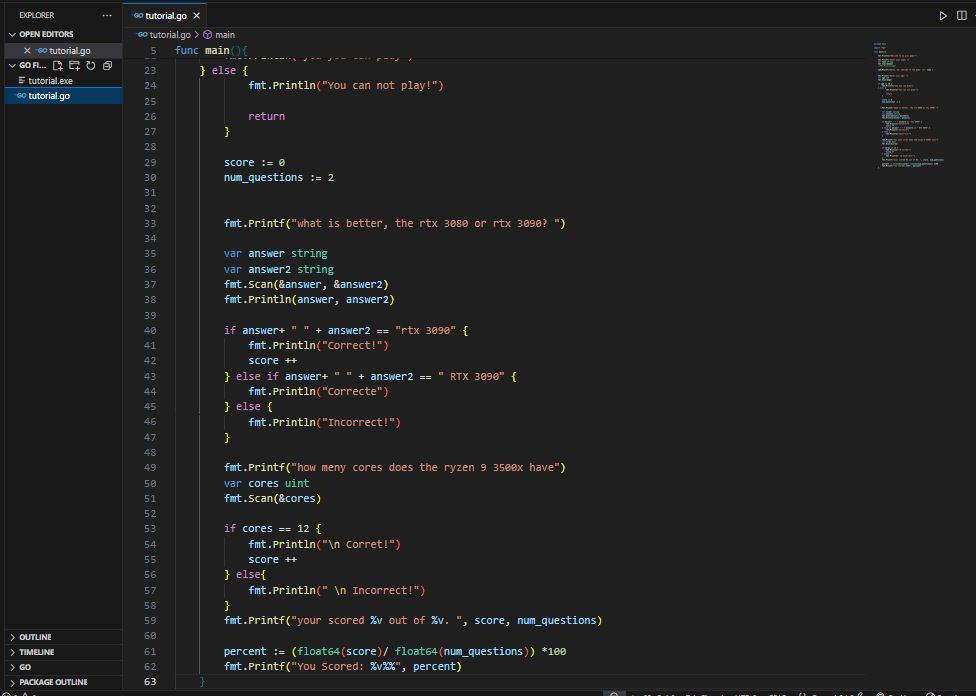 EXPLORER
OPEN EDITORS
tutorial.go
GO FI...
tutorial.exe
tutorial.go
OUTLINE
TIMELINE
GO
PACKAGE OUTLINE
tutorial.go
tutorial.go > main
5 func main(){
23 } else {
24 fmt.Println("You can not play!")
25
26 return
27 }
28
29 score := 0
30 num_questions := 2
31
32
33 fmt.Printf("what is better, the rtx 3080 or rtx 3090? ")
34
35 var answer string
36 var answer2 string
37 fmt.Scan(&answer, &answer2)
38 fmt.Println(answer, answer2)
39
40 if answer+ " " + answer2 == "rtx 3090" {
41 fmt.Println("Correct!")
42 score ++
43 } else if answer+ " " + answer2 == " RTX 3090" {
44 fmt.Println("Correcte")
45 } else {
46 fmt.Println("Incorrect!")
47 }
48
49 fmt.Printf("how meny cores does the ryzen 9 3500x have")
50 var cores uint
51 fmt.Scan(&cores)
52
53 if cores == 12 {
54 fmt.Println("\n Corret!")
55 score ++
56 } else{
57 fmt.Println(" \n Incorrect!")
58 }
59 fmt.Printf("your scored %v out of %v. ", score, num_questions)
60
61 percent := (float64(score)/ float64(num_questions)) *100
62 fmt.Printf("You Scored: %v%%", percent)
63 }